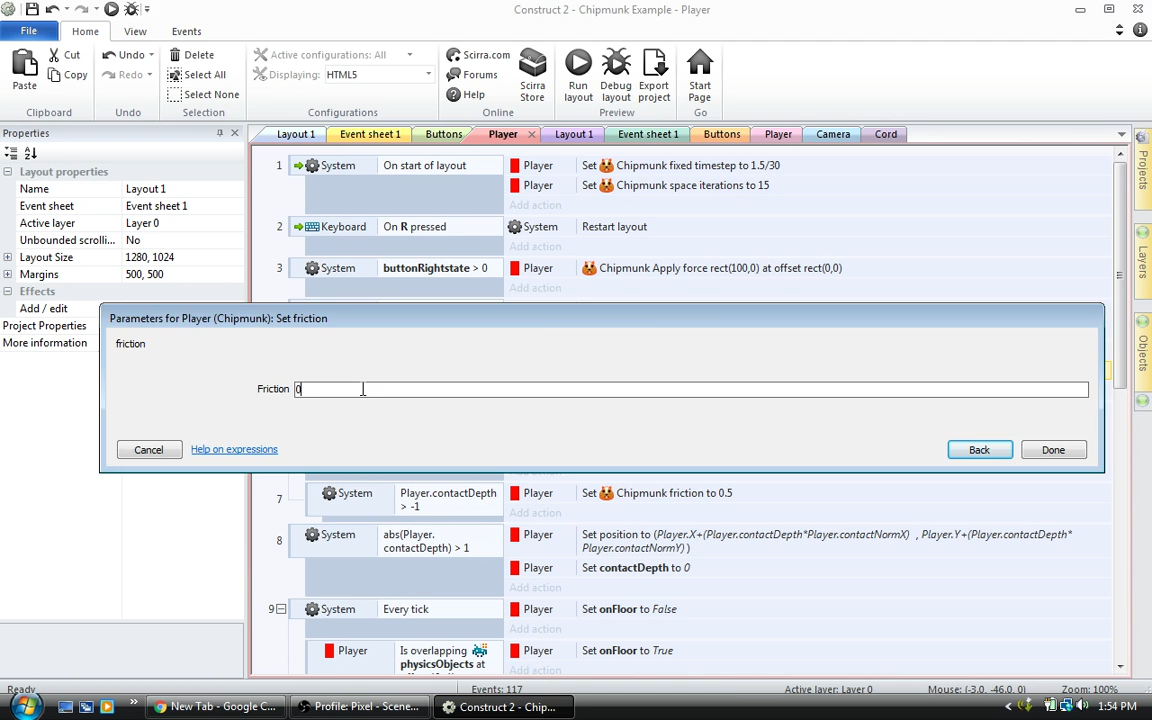 Construct 2 - Chipmunk Example - Player
File Home View Events
Paste Cut Copy
Clipboard
Undo Redo
Undo
Delete
Select All
Select None
Selection
Active configurations: All
Displaying: HTML5
Configurations
Scirra.com
Forums
Help
Scirra Store
Online
Run layout
Debug layout
Export project
Preview
Start Page
Go
Properties
Layout 1 Event sheet 1 Buttons Player Layout 1 Event sheet 1 Buttons Player Camera Cord
Layout properties
Name Layout 1
Event sheet Event sheet 1
Active layer Layer 0
Unbounded scrolli... No
Layout Size 1280, 1024
Margins 500, 500
Effects
Add / edit
Project Properties
More information
1 System On start of layout Player Set Chipmunk fixed timestep to 1.5/30
Player Set Chipmunk space iterations to 15
Add action
2 Keyboard On R pressed System Restart layout
Add action
3 System buttonRightstate > 0 Player Chipmunk Apply force rect(100,0) at offset rect(0,0)
Add action
Parameters for Player (Chipmunk): Set friction
friction
Friction 0
Cancel Help on expressions Back Done
7 System Player.contactDepth > -1 Player Set Chipmunk friction to 0.5
Add action
8 System abs(Player.contactDepth) > 1 Player Set position to (Player.X+(Player.contactDepth*Player.contactNormX) , Player.Y+(Player.contactDepth*
Player.contactNormY) )
Player Set contactDepth to 0
Add action
9 System Every tick Player Set onFloor to False
Add action
Player Is overlapping physicsObjects at Player Set onFloor to True
Add action
Projects
Layers
Objects
Ready Events: 117 Active layer: Layer 0 Mouse: (-3.0, -46.0, 0) Zoom: 100%
New Tab - Google C... Profile: Pixel - Scene... Construct 2 - Chip... 1:54 PM